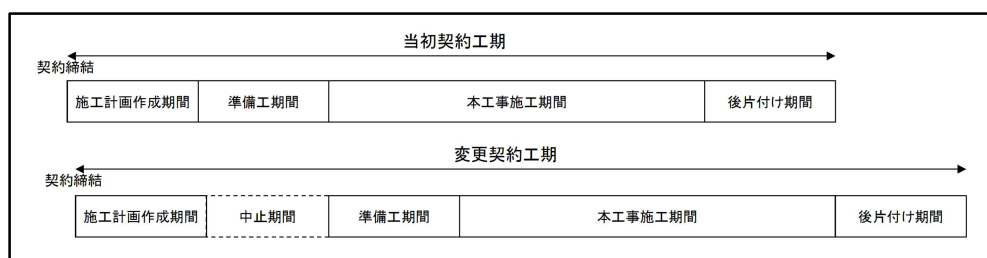 当初契約工期
契約締結
施工計画作成期間 準備工期間 本工事施工期間 後片付け期間
変更契約工期
契約締結
施工計画作成期間 中止期間 準備工期間 本工事施工期間 後片付け期間